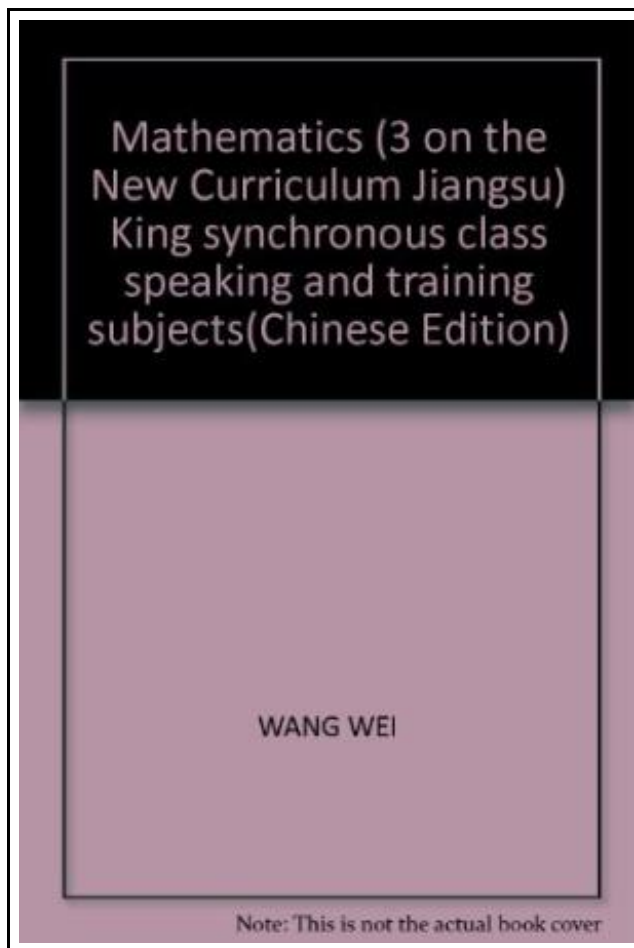 Mathematics (3 on the
New Curriculum Jiangsu)
King synchronous class
speaking and training
subjects(Chinese Edition)
WANG WEI
Note: This is not the actual book cover